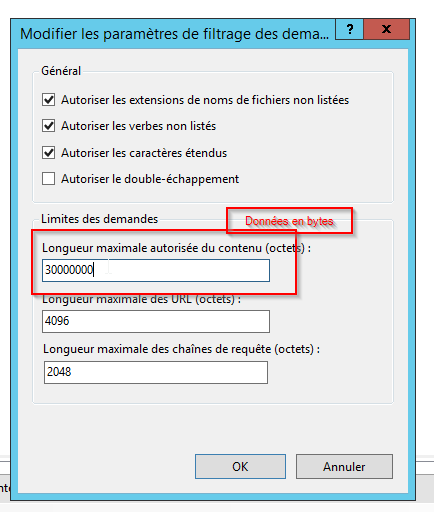 Modifier les paramètres de filtrage des dema...
?
x
Général
Autoriser les extensions de noms de fichiers non listées
Autoriser les verbes non listés
Autoriser les caractères étendus
Autoriser le double-échappement
Limites des demandes
Données en bytes
Longueur maximale autorisée du contenu (octets) :
30000000
Longueur maximale des URL (octets) :
4096
Longueur maximale des chaînes de requête (octets) :
2048
OK
Annuler